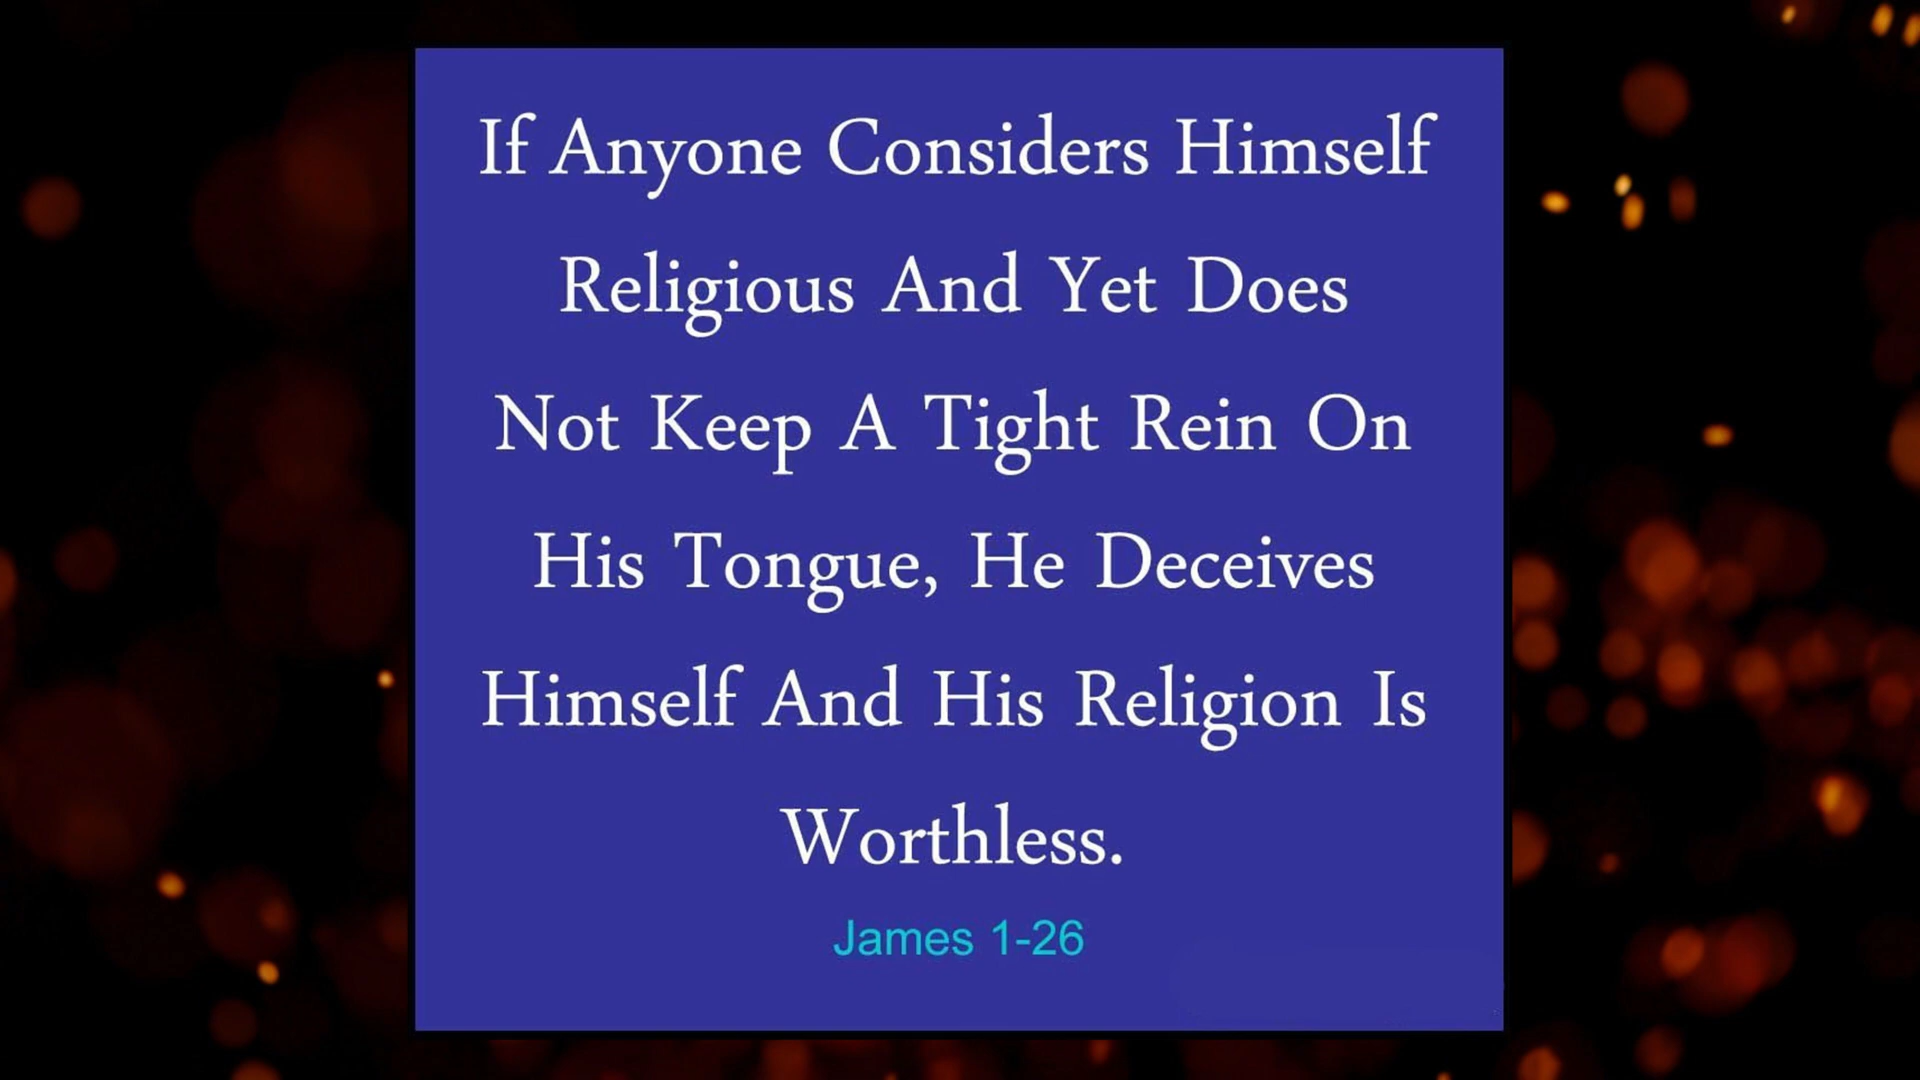 If Anyone Considers Himself
Religious And Yet Does
Not Keep A Tight Rein On
His Tongue, He Deceives
Himself And His Religion Is
Worthless.
James 1-26